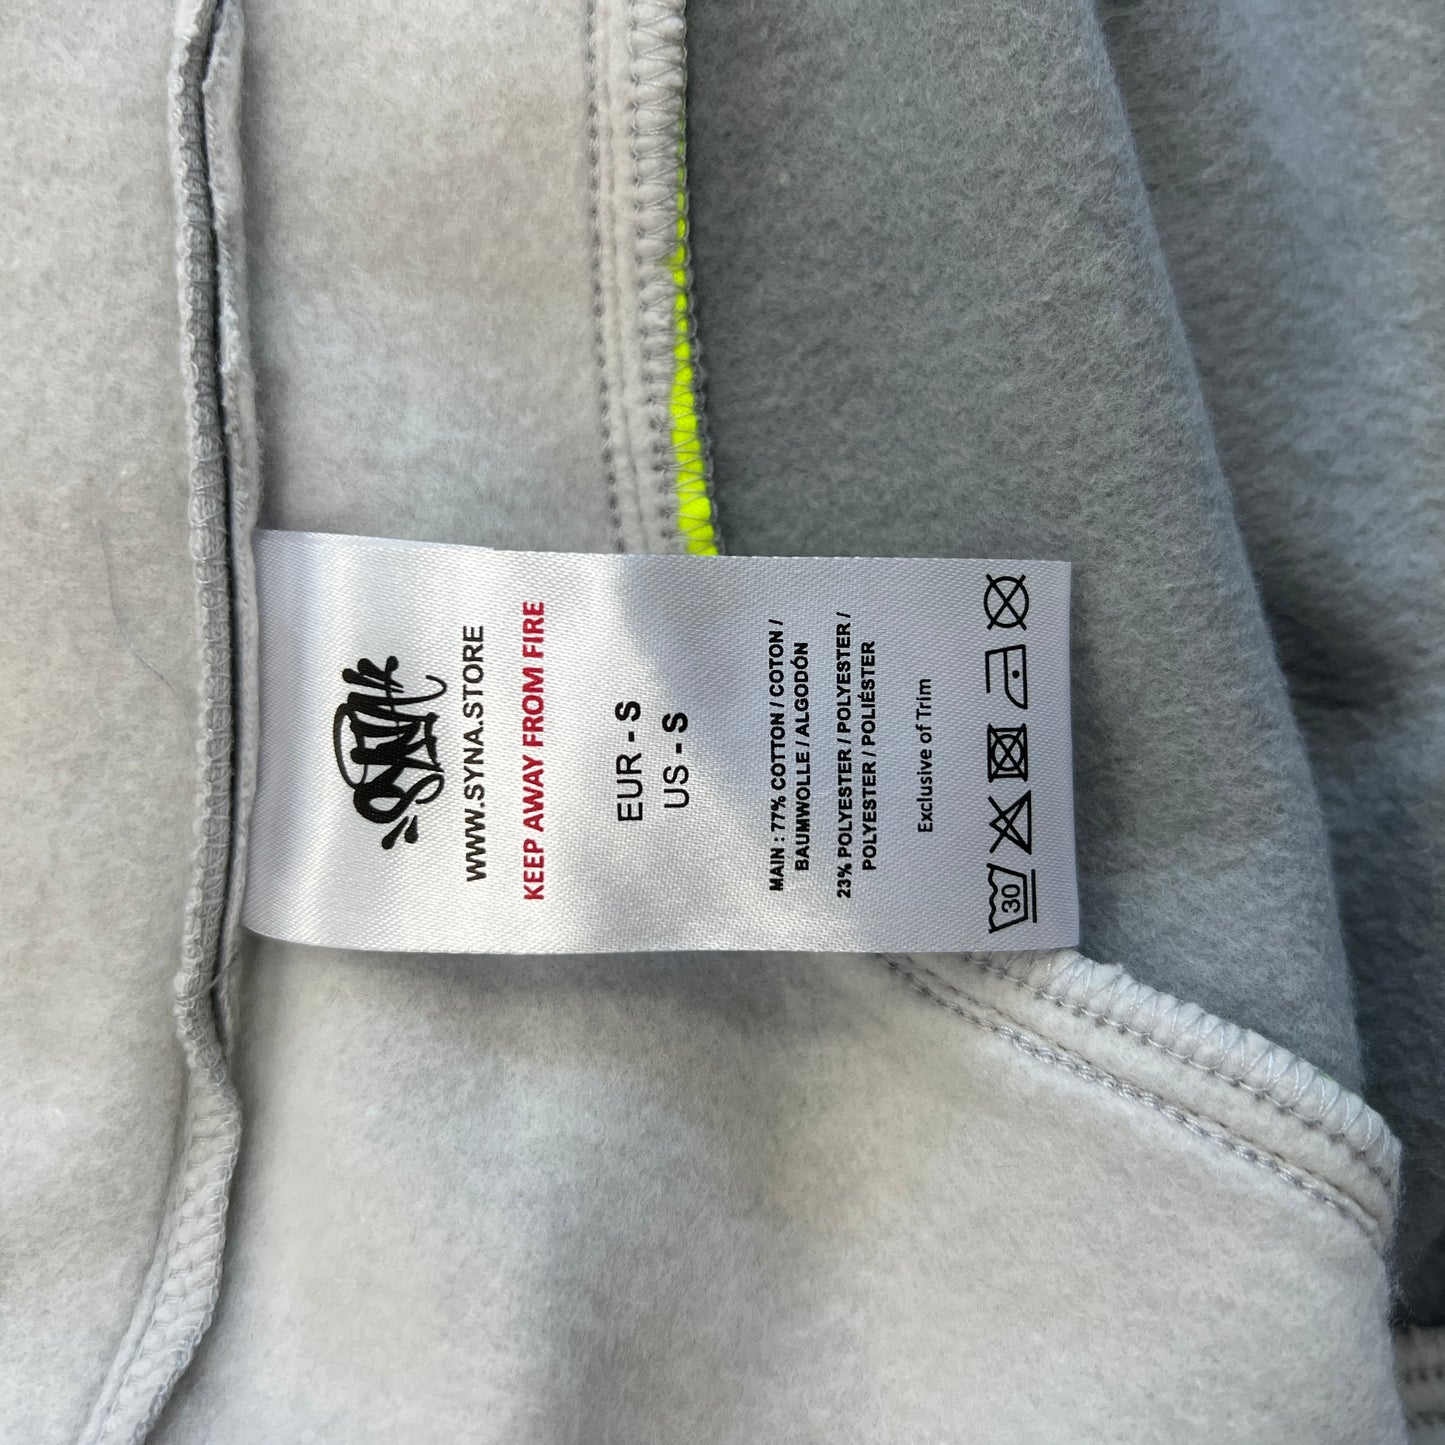 WWW.SYNA.STORE
KEEP AWAY FROM FIRE
EUR - S
US - S
MAIN : 77% COTTON / COTON /
BAUMWOLLE / ALGODÓN
23% POLYESTER / POLYESTER /
POLYESTER / POLIÉSTER
Exclusive of Trim
30